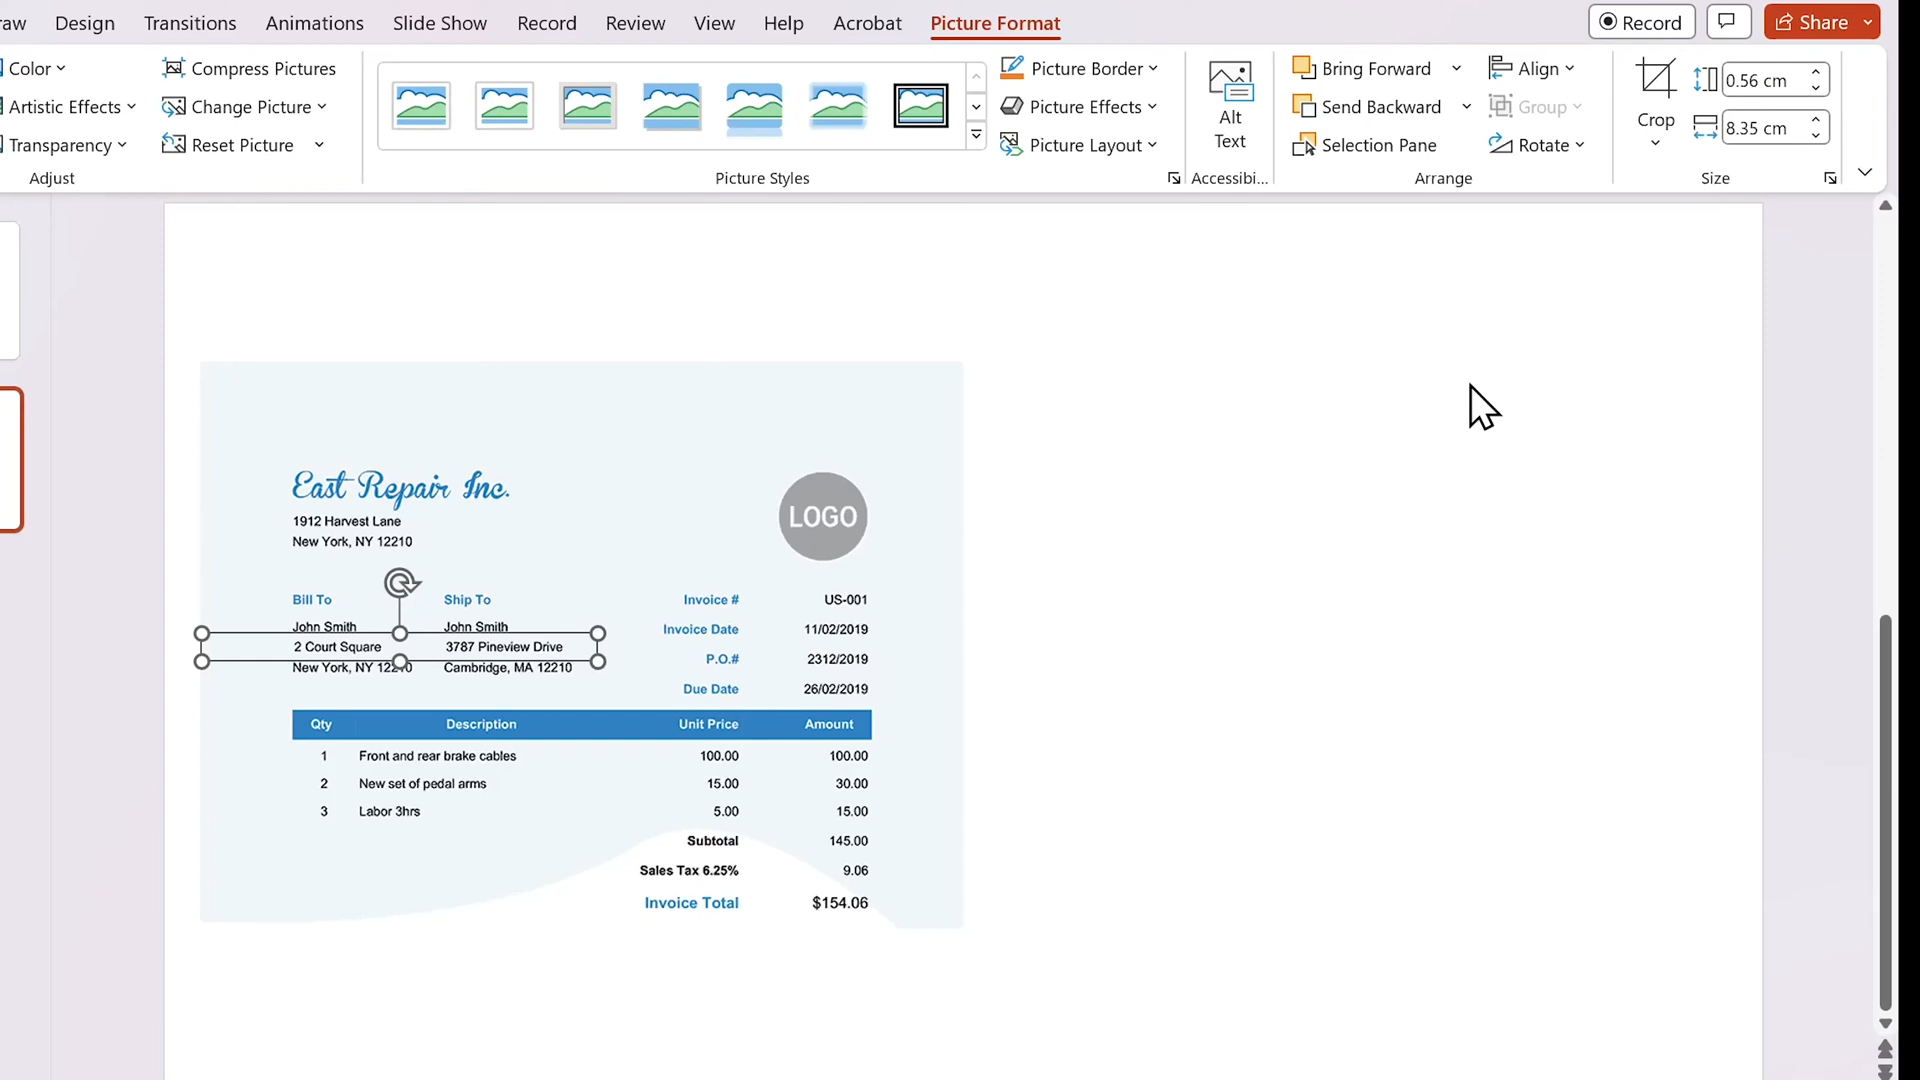 Design Transitions Animations Slide Show Record Review View Help Acrobat Picture Format Record Share
Color Compress Pictures
Artistic Effects Change Picture
Transparency Reset Picture
Adjust
Picture Styles
Picture Border
Picture Effects
Picture Layout
Alt
Text
Accessibi...
Bring Forward Align
Send Backward Group
Selection Pane Rotate
Arrange
Crop
0.56 cm
8.35 cm
Size
East Repair Inc.
1912 Harvest Lane
New York, NY 12210
LOGO
Bill To Ship To Invoice # US-001
John Smith John Smith Invoice Date 11/02/2019
2 Court Square 3787 Pineview Drive P.O.# 2312/2019
New York, NY 12210 Cambridge, MA 12210 Due Date 26/02/2019
Qty Description Unit Price Amount
1 Front and rear brake cables 100.00 100.00
2 New set of pedal arms 15.00 30.00
3 Labor 3hrs 5.00 15.00
Subtotal 145.00
Sales Tax 6.25% 9.06
Invoice Total $154.06